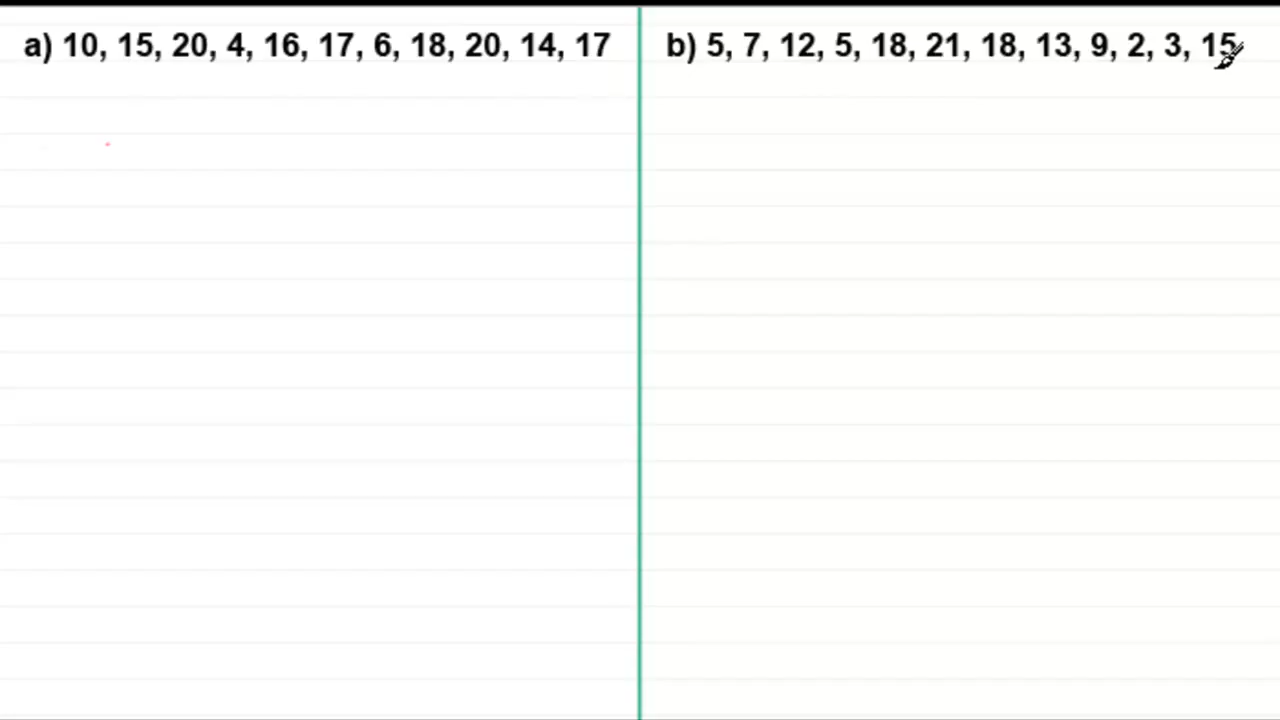 a) 10, 15, 20, 4, 16, 17, 6, 18, 20, 14, 17
b) 5, 7, 12, 5, 18, 21, 18, 13, 9, 2, 3, 15